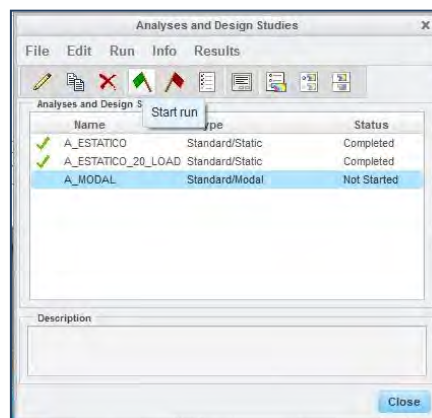 Analyses and Design Studies x
File Edit Run Info Results
Analyses and Design S
Start run
Name ype Status
A_ESTATICO Standard/Static Completed
A_ESTATICO_20_LOAD Standard/Static Completed
A_MODAL Standard/Modal Not Started
Description
Close